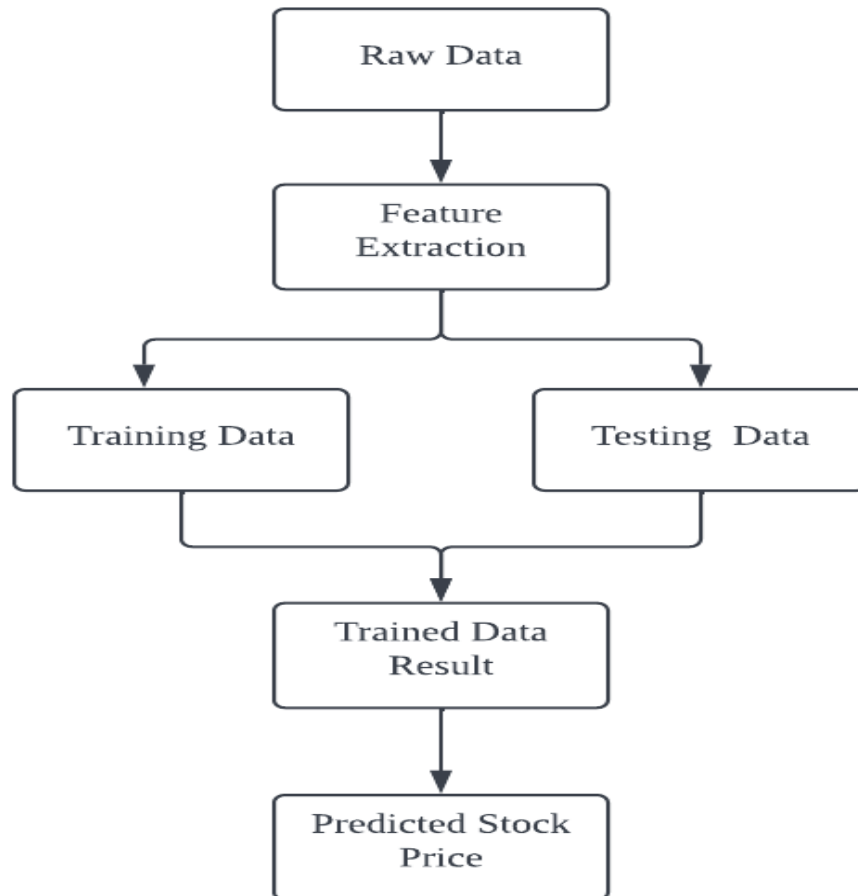 Raw Data
Feature
Extraction
Training Data
Testing  Data
Trained Data
Result
Predicted Stock
Price